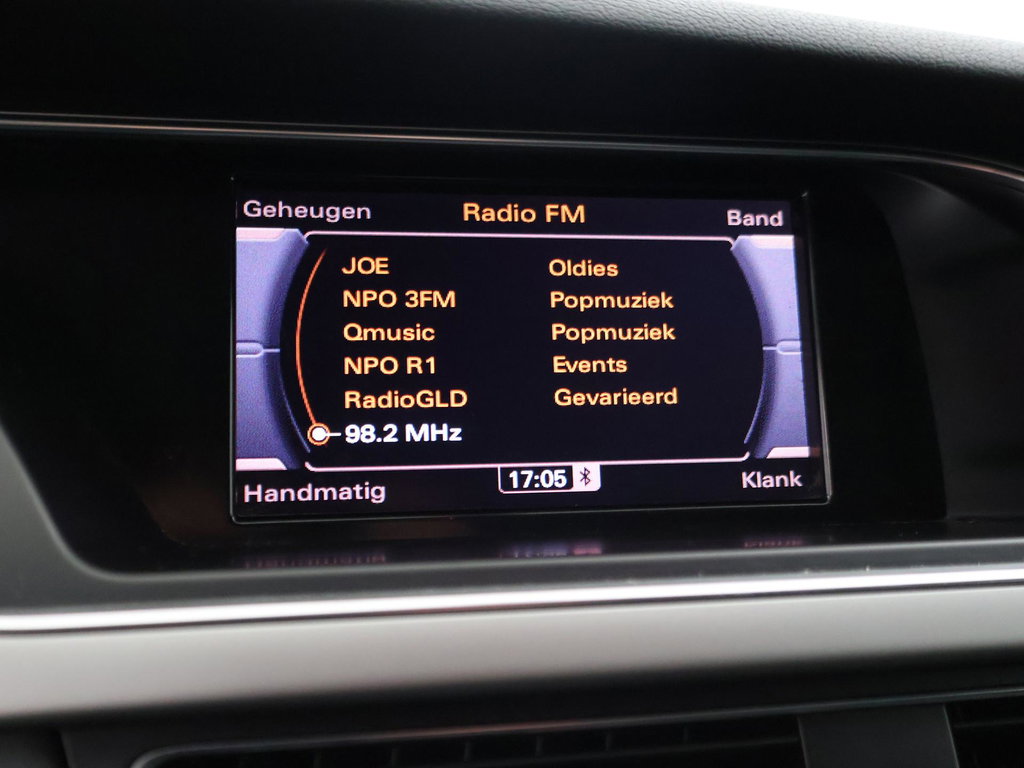 Geheugen Radio FM Band
JOE Oldies
NPO 3FM Popmuziek
Qmusic Popmuziek
NPO R1 Events
RadioGLD Gevarieerd
98.2 MHz
Handmatig 17:05 Klank